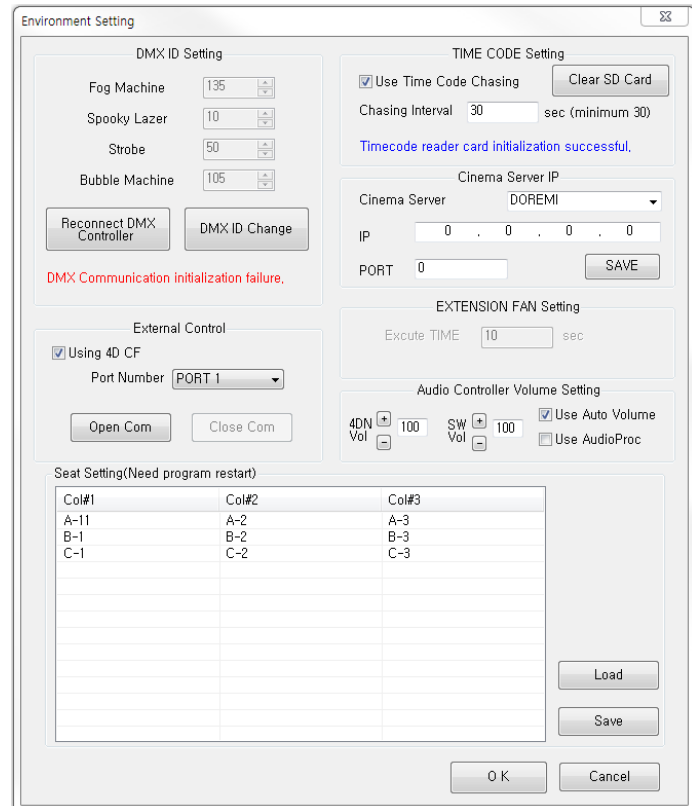 Environment Setting
DMX ID Setting
Fog Machine 135
Spooky Lazer 10
Strobe 50
Bubble Machine 105
Reconnect DMX
Controller
DMX ID Change
DMX Communication initialization failure,
External Control
Using 4D CF
Port Number PORT 1
Open Com Close Com
TIME CODE Setting
Use Time Code Chasing Clear SD Card
Chasing Interval 30 sec (minimum 30)
Timecode reader card initialization successful,
Cinema Server IP
Cinema Server DOREMI
IP 0 . 0 . 0 . 0
PORT 0 SAVE
EXTENSION FAN Setting
Excute TIME 10 sec
Audio Controller Volume Setting
4DN
Vol + - 100
SW
Vol + - 100
Use Auto Volume
Use AudioProc
Seat Setting(Need program restart)
Col#1 Col#2 Col#3
A-11 A-2 A-3
B-1 B-2 B-3
C-1 C-2 C-3
Load
Save
O K Cancel